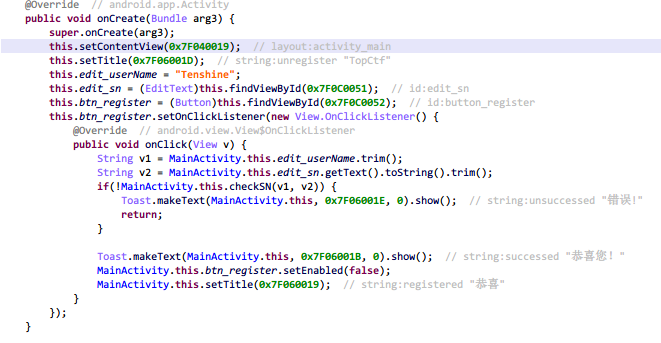 @Override  // android.app.Activity
public void onCreate(Bundle arg3) {
    super.onCreate(arg3);
    this.setContentView(0x7F040019);  // layout:activity_main
    this.setTitle(0x7F06001D);  // string:unregister "TopCtf"
    this.edit_userName = "Tenshine";
    this.edit_sn = (EditText)this.findViewById(0x7F0C0051);  // id:edit_sn
    this.btn_register = (Button)this.findViewById(0x7F0C0052);  // id:button_register
    this.btn_register.setOnClickListener(new View.OnClickListener() {
        @Override  // android.view.View$OnClickListener
        public void onClick(View v) {
            String v1 = MainActivity.this.edit_userName.trim();
            String v2 = MainActivity.this.edit_sn.getText().toString().trim();
            if(!MainActivity.this.checkSN(v1, v2)) {
                Toast.makeText(MainActivity.this, 0x7F06001E, 0).show();  // string:unsuccessed "错误!"
                return;
            }

            Toast.makeText(MainActivity.this, 0x7F06001B, 0).show();  // string:successed "恭喜您！"
            MainActivity.this.btn_register.setEnabled(false);
            MainActivity.this.setTitle(0x7F060019);  // string:registered "恭喜"
        }
    });
}